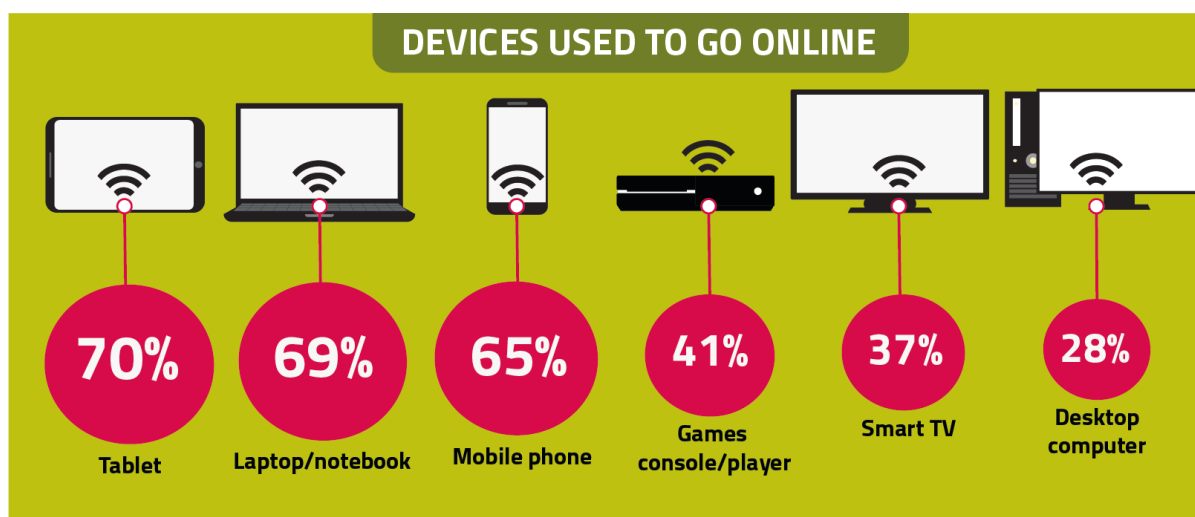 DEVICES USED TO GO ONLINE
70%
Tablet
69%
Laptop/notebook
65%
Mobile phone
41%
Games
console/player
37%
Smart TV
28%
Desktop
computer